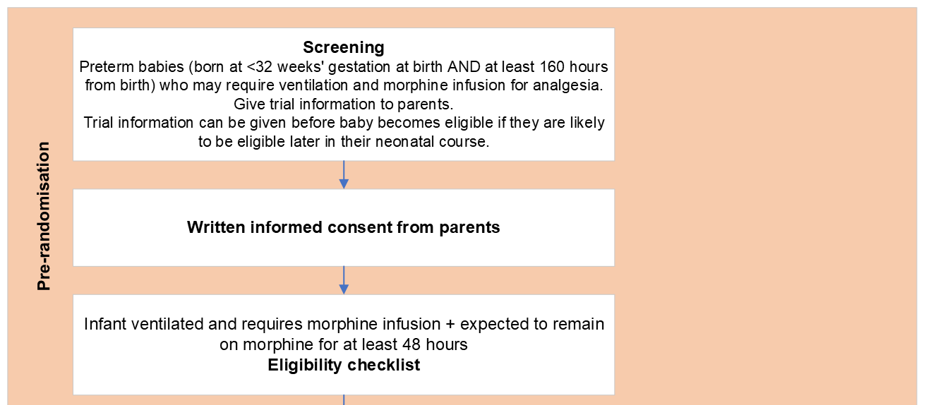 Pre-randomisation
Screening
Preterm babies (born at <32 weeks' gestation at birth AND at least 160 hours
from birth) who may require ventilation and morphine infusion for analgesia.
Give trial information to parents.
Trial information can be given before baby becomes eligible if they are likely
to be eligible later in their neonatal course.
Written informed consent from parents
Infant ventilated and requires morphine infusion + expected to remain
on morphine for at least 48 hours
Eligibility checklist